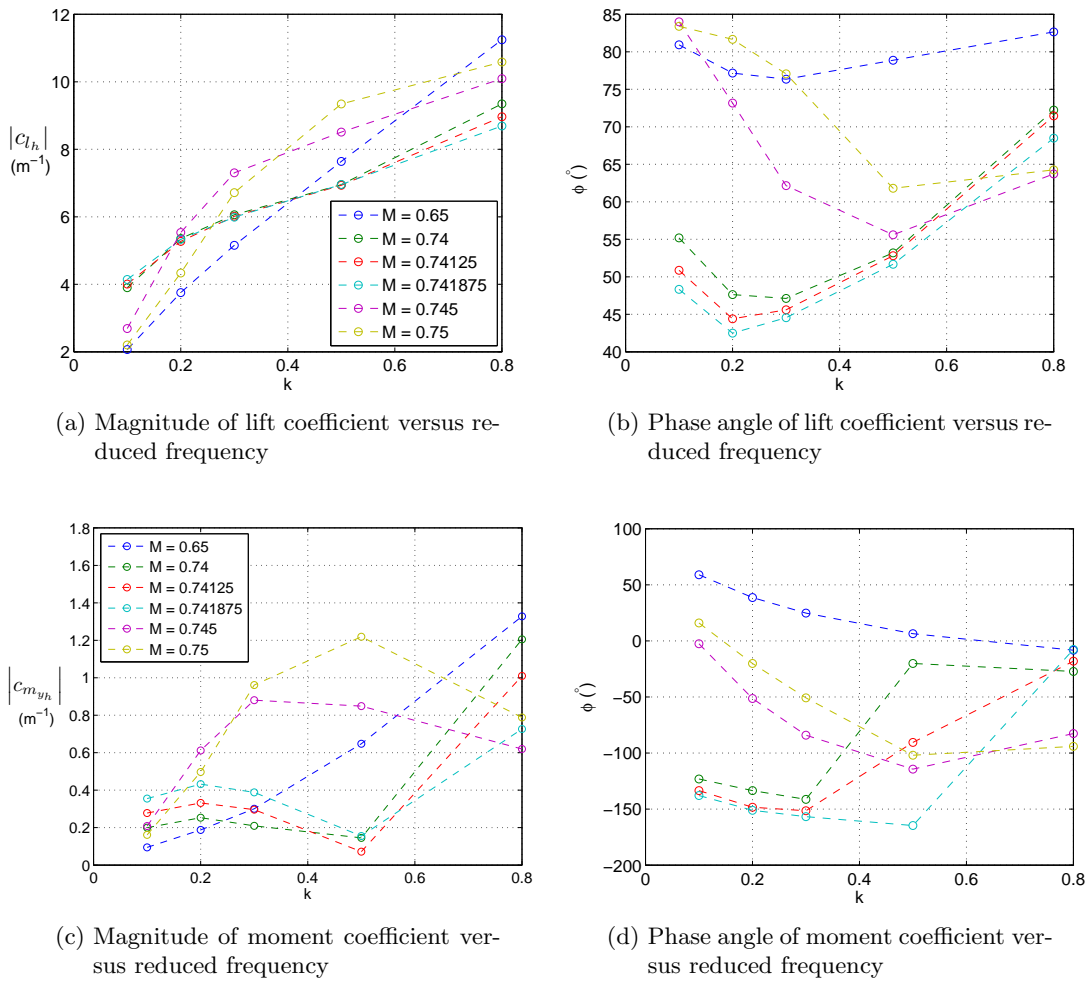 12
10
8
6
4
2
0
0.2
0.4
0.6
0.8
k
|c_{l_h}|
(m⁻¹)
M = 0.65
M = 0.74
M = 0.74125
M = 0.741875
M = 0.745
M = 0.75
(a) Magnitude of lift coefficient versus re-
duced frequency
85
80
75
70
65
60
55
50
45
40
0
0.2
0.4
0.6
0.8
k
ϕ (°)
(b) Phase angle of lift coefficient versus re-
duced frequency
1.8
1.6
1.4
1.2
1
0.8
0.6
0.4
0.2
0
0
0.2
0.4
0.6
0.8
k
|c_{m_{y_h}}|
(m⁻¹)
M = 0.65
M = 0.74
M = 0.74125
M = 0.741875
M = 0.745
M = 0.75
(c) Magnitude of moment coefficient ver-
sus reduced frequency
100
50
0
−50
−100
−150
−200
0
0.2
0.4
0.6
0.8
k
ϕ (°)
(d) Phase angle of moment coefficient ver-
sus reduced frequency